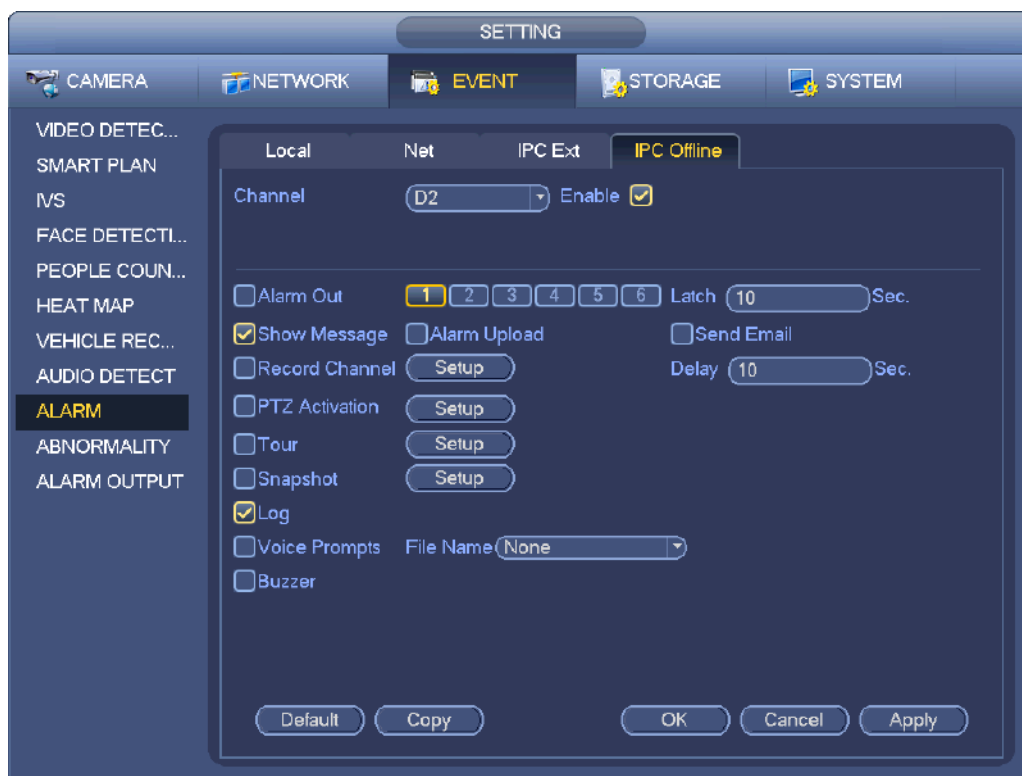 SETTING
CAMERA NETWORK EVENT STORAGE SYSTEM
VIDEO DETEC...
SMART PLAN
IVS
FACE DETECTI...
PEOPLE COUN...
HEAT MAP
VEHICLE REC...
AUDIO DETECT
ALARM
ABNORMALITY
ALARM OUTPUT
Local Net IPC Ext IPC Offline
Channel D2 Enable
Alarm Out 1 2 3 4 5 6 Latch 10 Sec.
Show Message Alarm Upload Send Email
Record Channel Setup Delay 10 Sec.
PTZ Activation Setup
Tour Setup
Snapshot Setup
Log
Voice Prompts File Name None
Buzzer
Default Copy OK Cancel Apply